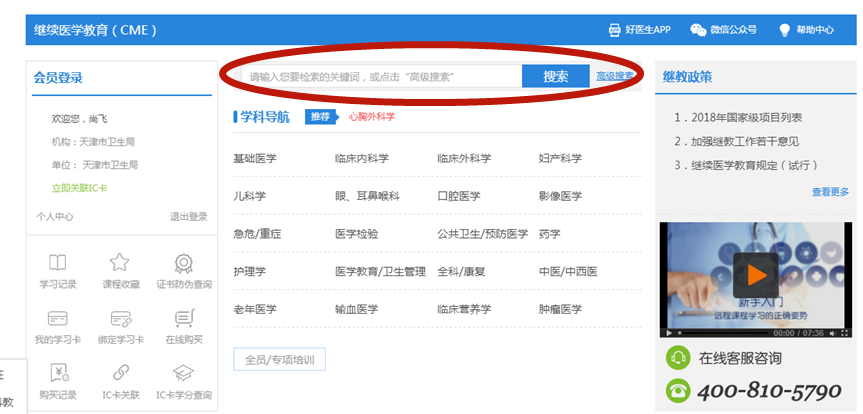 继续医学教育（CME）
好医生APP 微信公众号 帮助中心
会员登录
欢迎您，尚飞
机构：天津市卫生局
单位：天津市卫生局
立即关联IC卡
个人中心 退出登录
学习记录 课程收藏 证书防伪查询
我的学习卡 绑定学习卡 在线购买
购买记录 IC卡关联 IC卡学分查询
请输入您要检索的关键词，或点击“高级搜索” 搜索 高级搜索
学科导航 推荐 心胸外科学
基础医学 临床内科学 临床外科学 妇产科学
儿科学 眼、耳鼻喉科 口腔医学 影像医学
急危/重症 医学检验 公共卫生/预防医学 药学
护理学 医学教育/卫生管理 全科/康复 中医/中西医
老年医学 输血医学 临床营养学 肿瘤医学
全员/专项培训
继教政策
1．2018年国家级项目列表
2．加强继教工作若干意见
3．继续医学教育规定（试行）
查看更多
新手入门
远程课程学习的正确姿势
00:00 / 07:36
在线客服咨询
400-810-5790